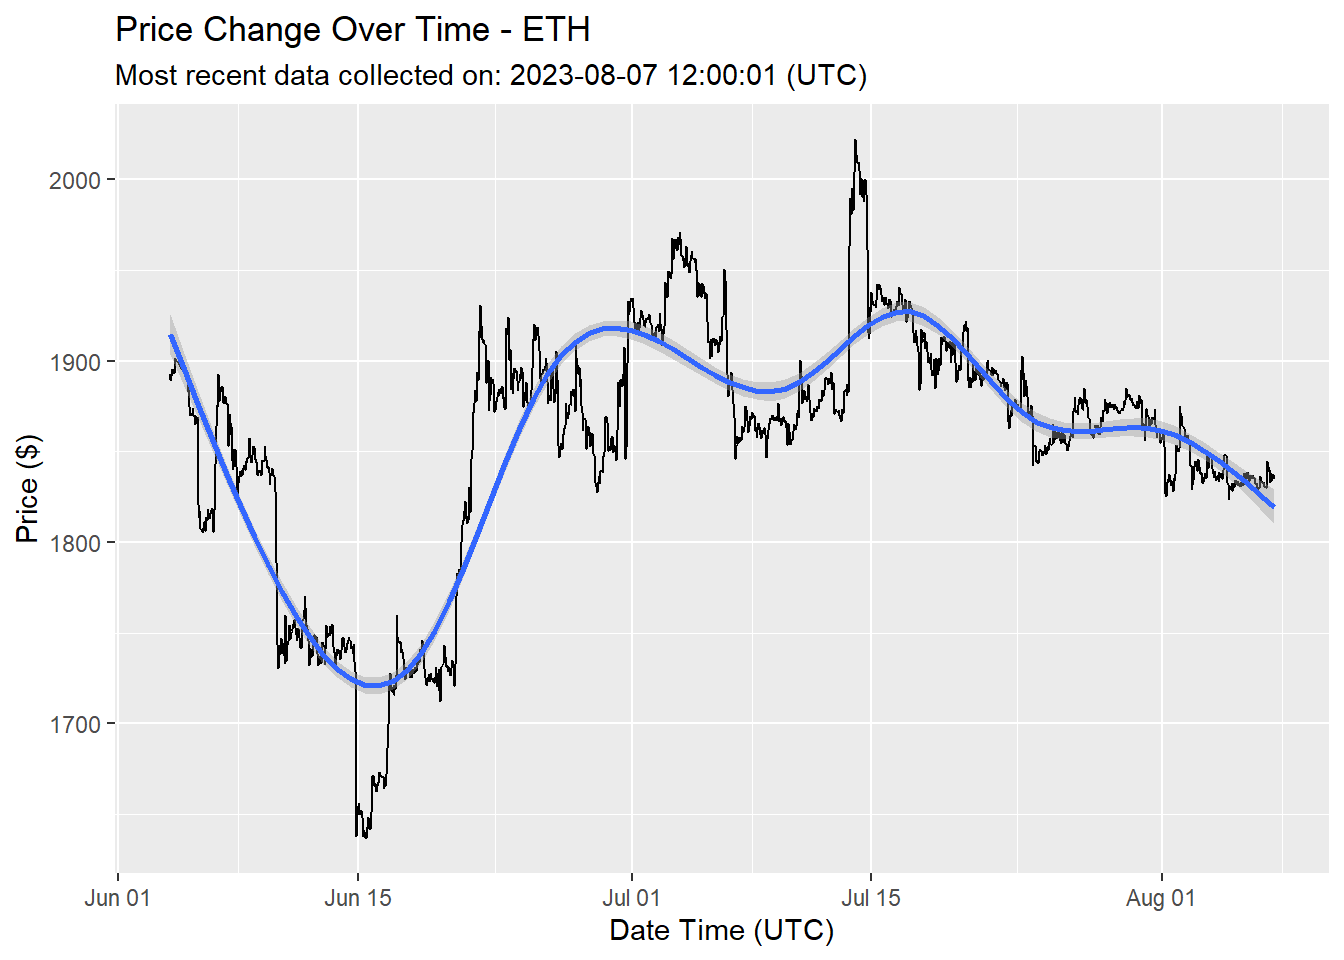 Price Change Over Time - ETH
Most recent data collected on: 2023-08-07 12:00:01 (UTC)
Price ($)
2000
1900
1800
1700
Jun 01 Jun 15 Jul 01 Jul 15 Aug 01
Date Time (UTC)